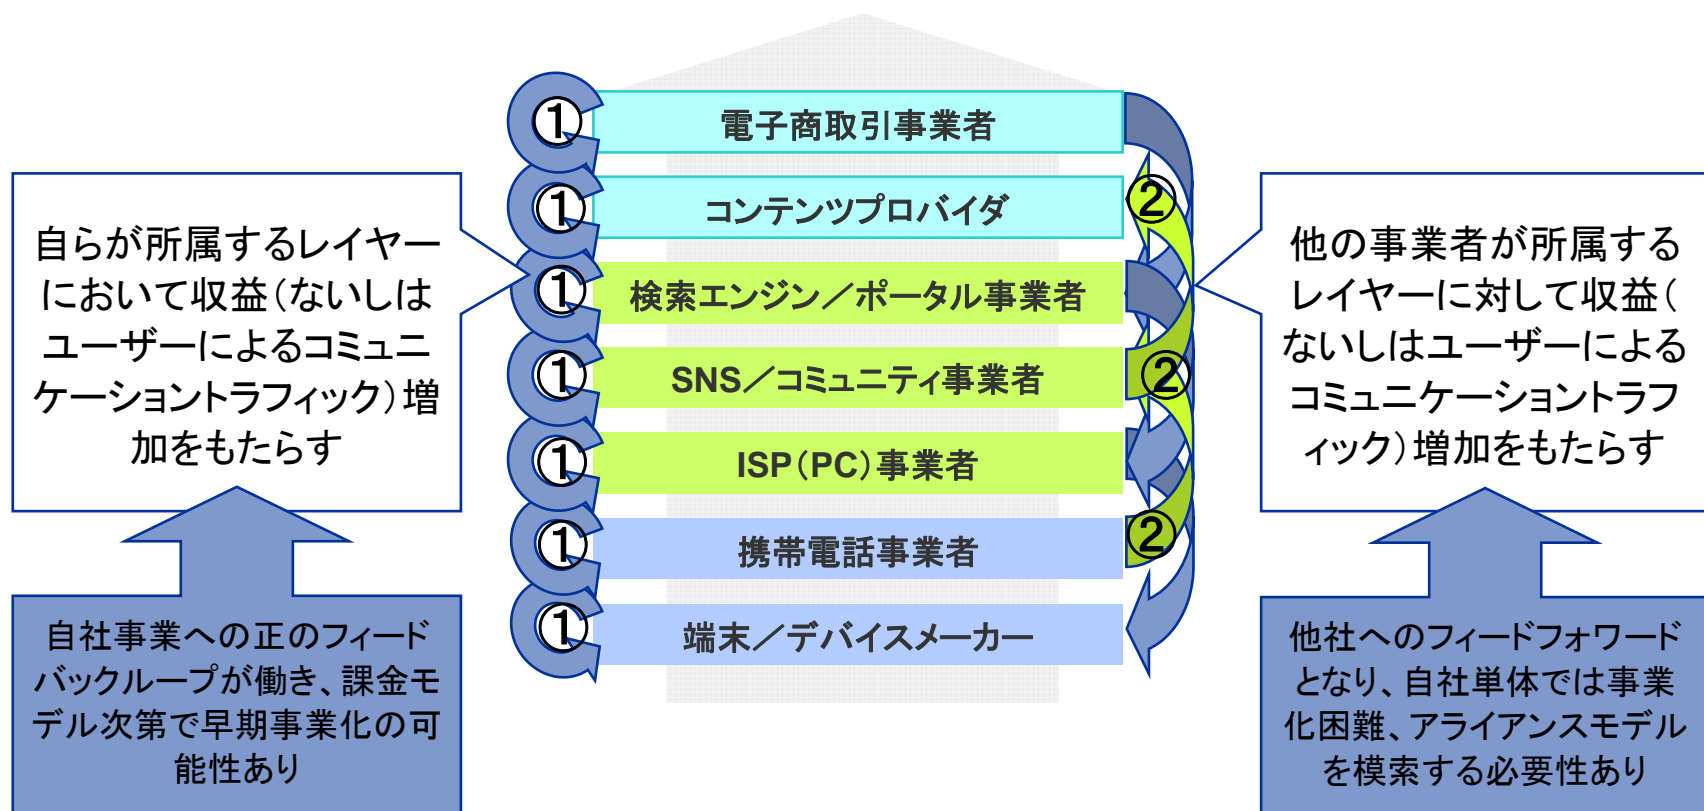 ①
電子商取引事業者
①
コンテンツプロバイダ
②
①
検索エンジン／ポータル事業者
①
SNS／コミュニティ事業者
②
①
ISP（PC）事業者
①
携帯電話事業者
②
①
端末／デバイスメーカー
自らが所属するレイヤー
において収益（ないしは
ユーザーによるコミュニ
ケーショントラフィック）増
加をもたらす
自社事業への正のフィード
バックループが働き、課金モ
デル次第で早期事業化の可
能性あり
他の事業者が所属する
レイヤーに対して収益（
ないしはユーザーによる
コミュニケーショントラフ
ィック）増加をもたらす
他社へのフィードフォワード
となり、自社単体では事業
化困難、アライアンスモデル
を模索する必要性あり